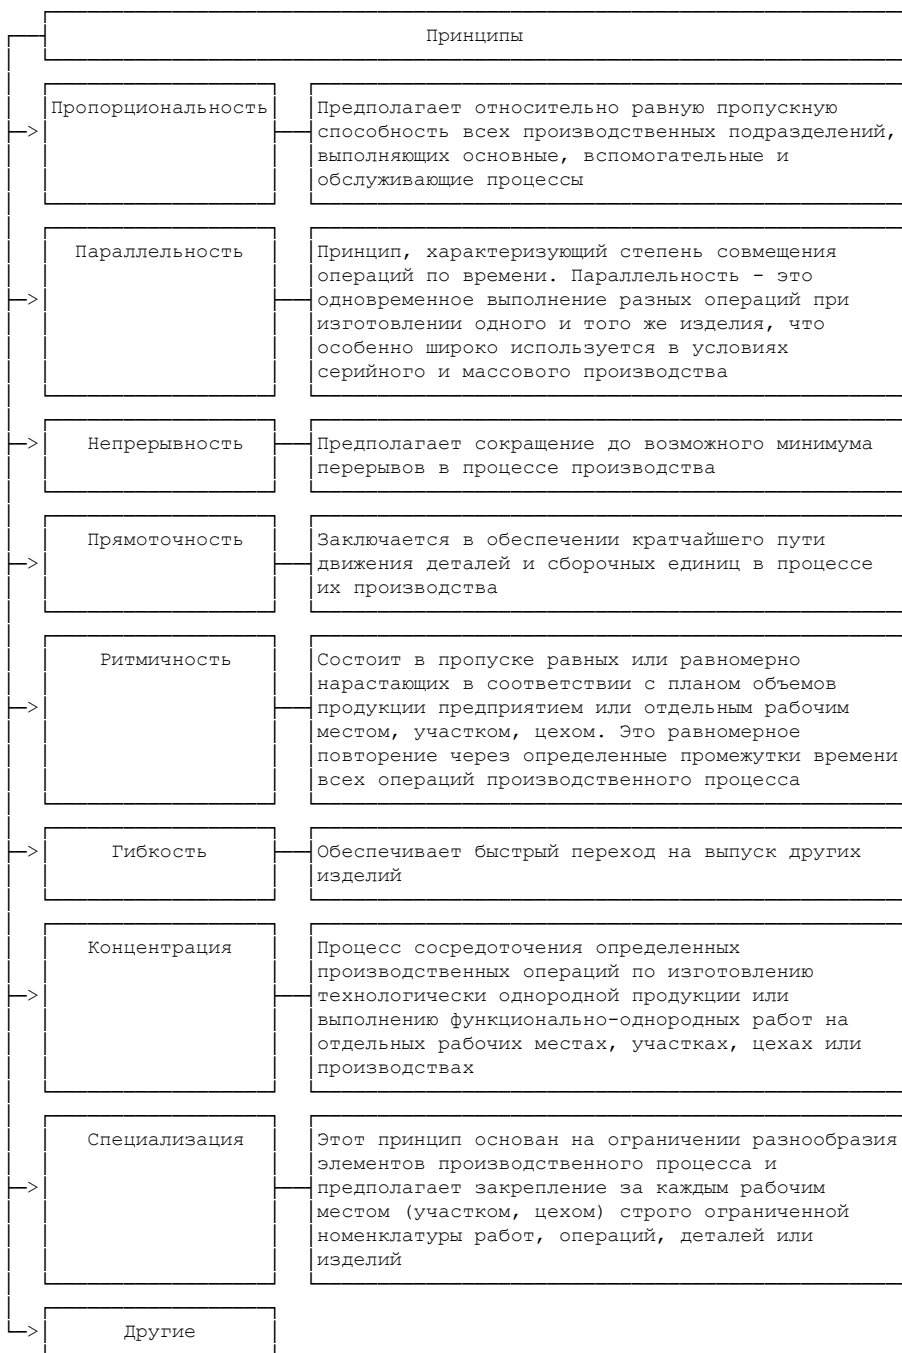 Принципы
Пропорциональность
Предполагает относительно равную пропускную
способность всех производственных подразделений,
выполняющих основные, вспомогательные и
обслуживающие процессы
Параллельность
Принцип, характеризующий степень совмещения
операций по времени. Параллельность - это
одновременное выполнение разных операций при
изготовлении одного и того же изделия, что
особенно широко используется в условиях
серийного и массового производства
Непрерывность
Предполагает сокращение до возможного минимума
перерывов в процессе производства
Прямоточность
Заключается в обеспечении кратчайшего пути
движения деталей и сборочных единиц в процессе
их производства
Ритмичность
Состоит в пропуске равных или равномерно
нарастающих в соответствии с планом объемов
продукции предприятием или отдельным рабочим
местом, участком, цехом. Это равномерное
повторение через определенные промежутки времени
всех операций производственного процесса
Гибкость
Обеспечивает быстрый переход на выпуск других
изделий
Концентрация
Процесс сосредоточения определенных
производственных операций по изготовлению
технологически однородной продукции или
выполнению функционально-однородных работ на
отдельных рабочих местах, участках, цехах или
производствах
Специализация
Этот принцип основан на ограничении разнообразия
элементов производственного процесса и
предполагает закрепление за каждым рабочим
местом (участком, цехом) строго ограниченной
номенклатуры работ, операций, деталей или
изделий
Другие